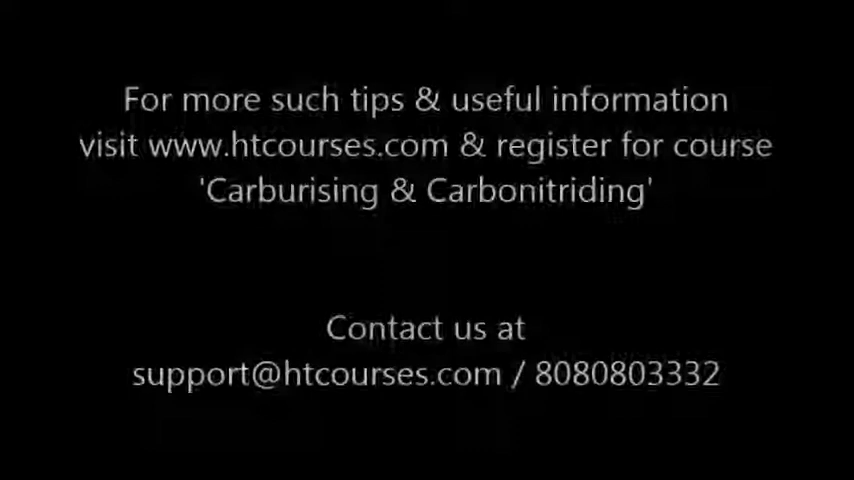 For more such tips & useful information
visit www.htcourses.com & register for course
'Carburising & Carbonitriding'
Contact us at
support@htcourses.com / 8080803332